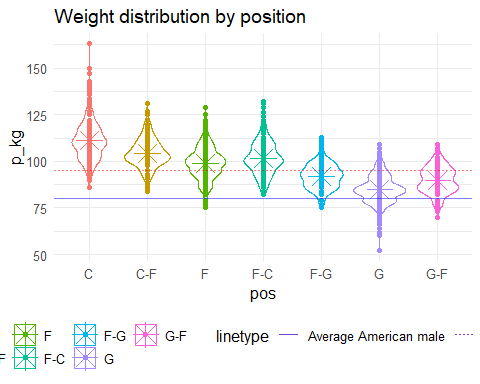 Weight distribution by position
p_kg
150
125
100
75
50
C
C-F
F
F-C
F-G
G
G-F
pos
F
F-G
G-F
linetype
Average American male
F
F-C
G